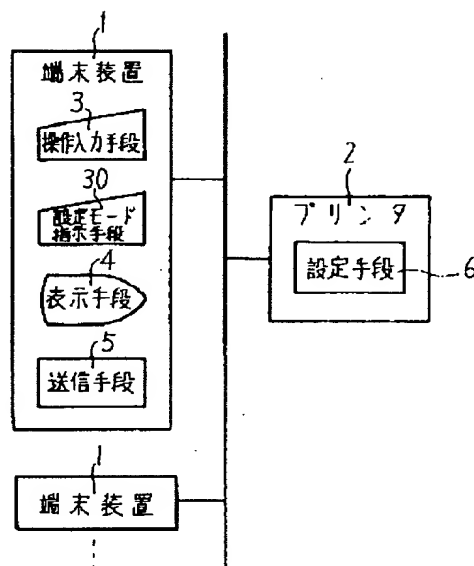 1
端末装置
3
操作入力手段
30
設定モード
指示手段
4
表示手段
5
送信手段
2
プリンタ
設定手段
6
1
端末装置